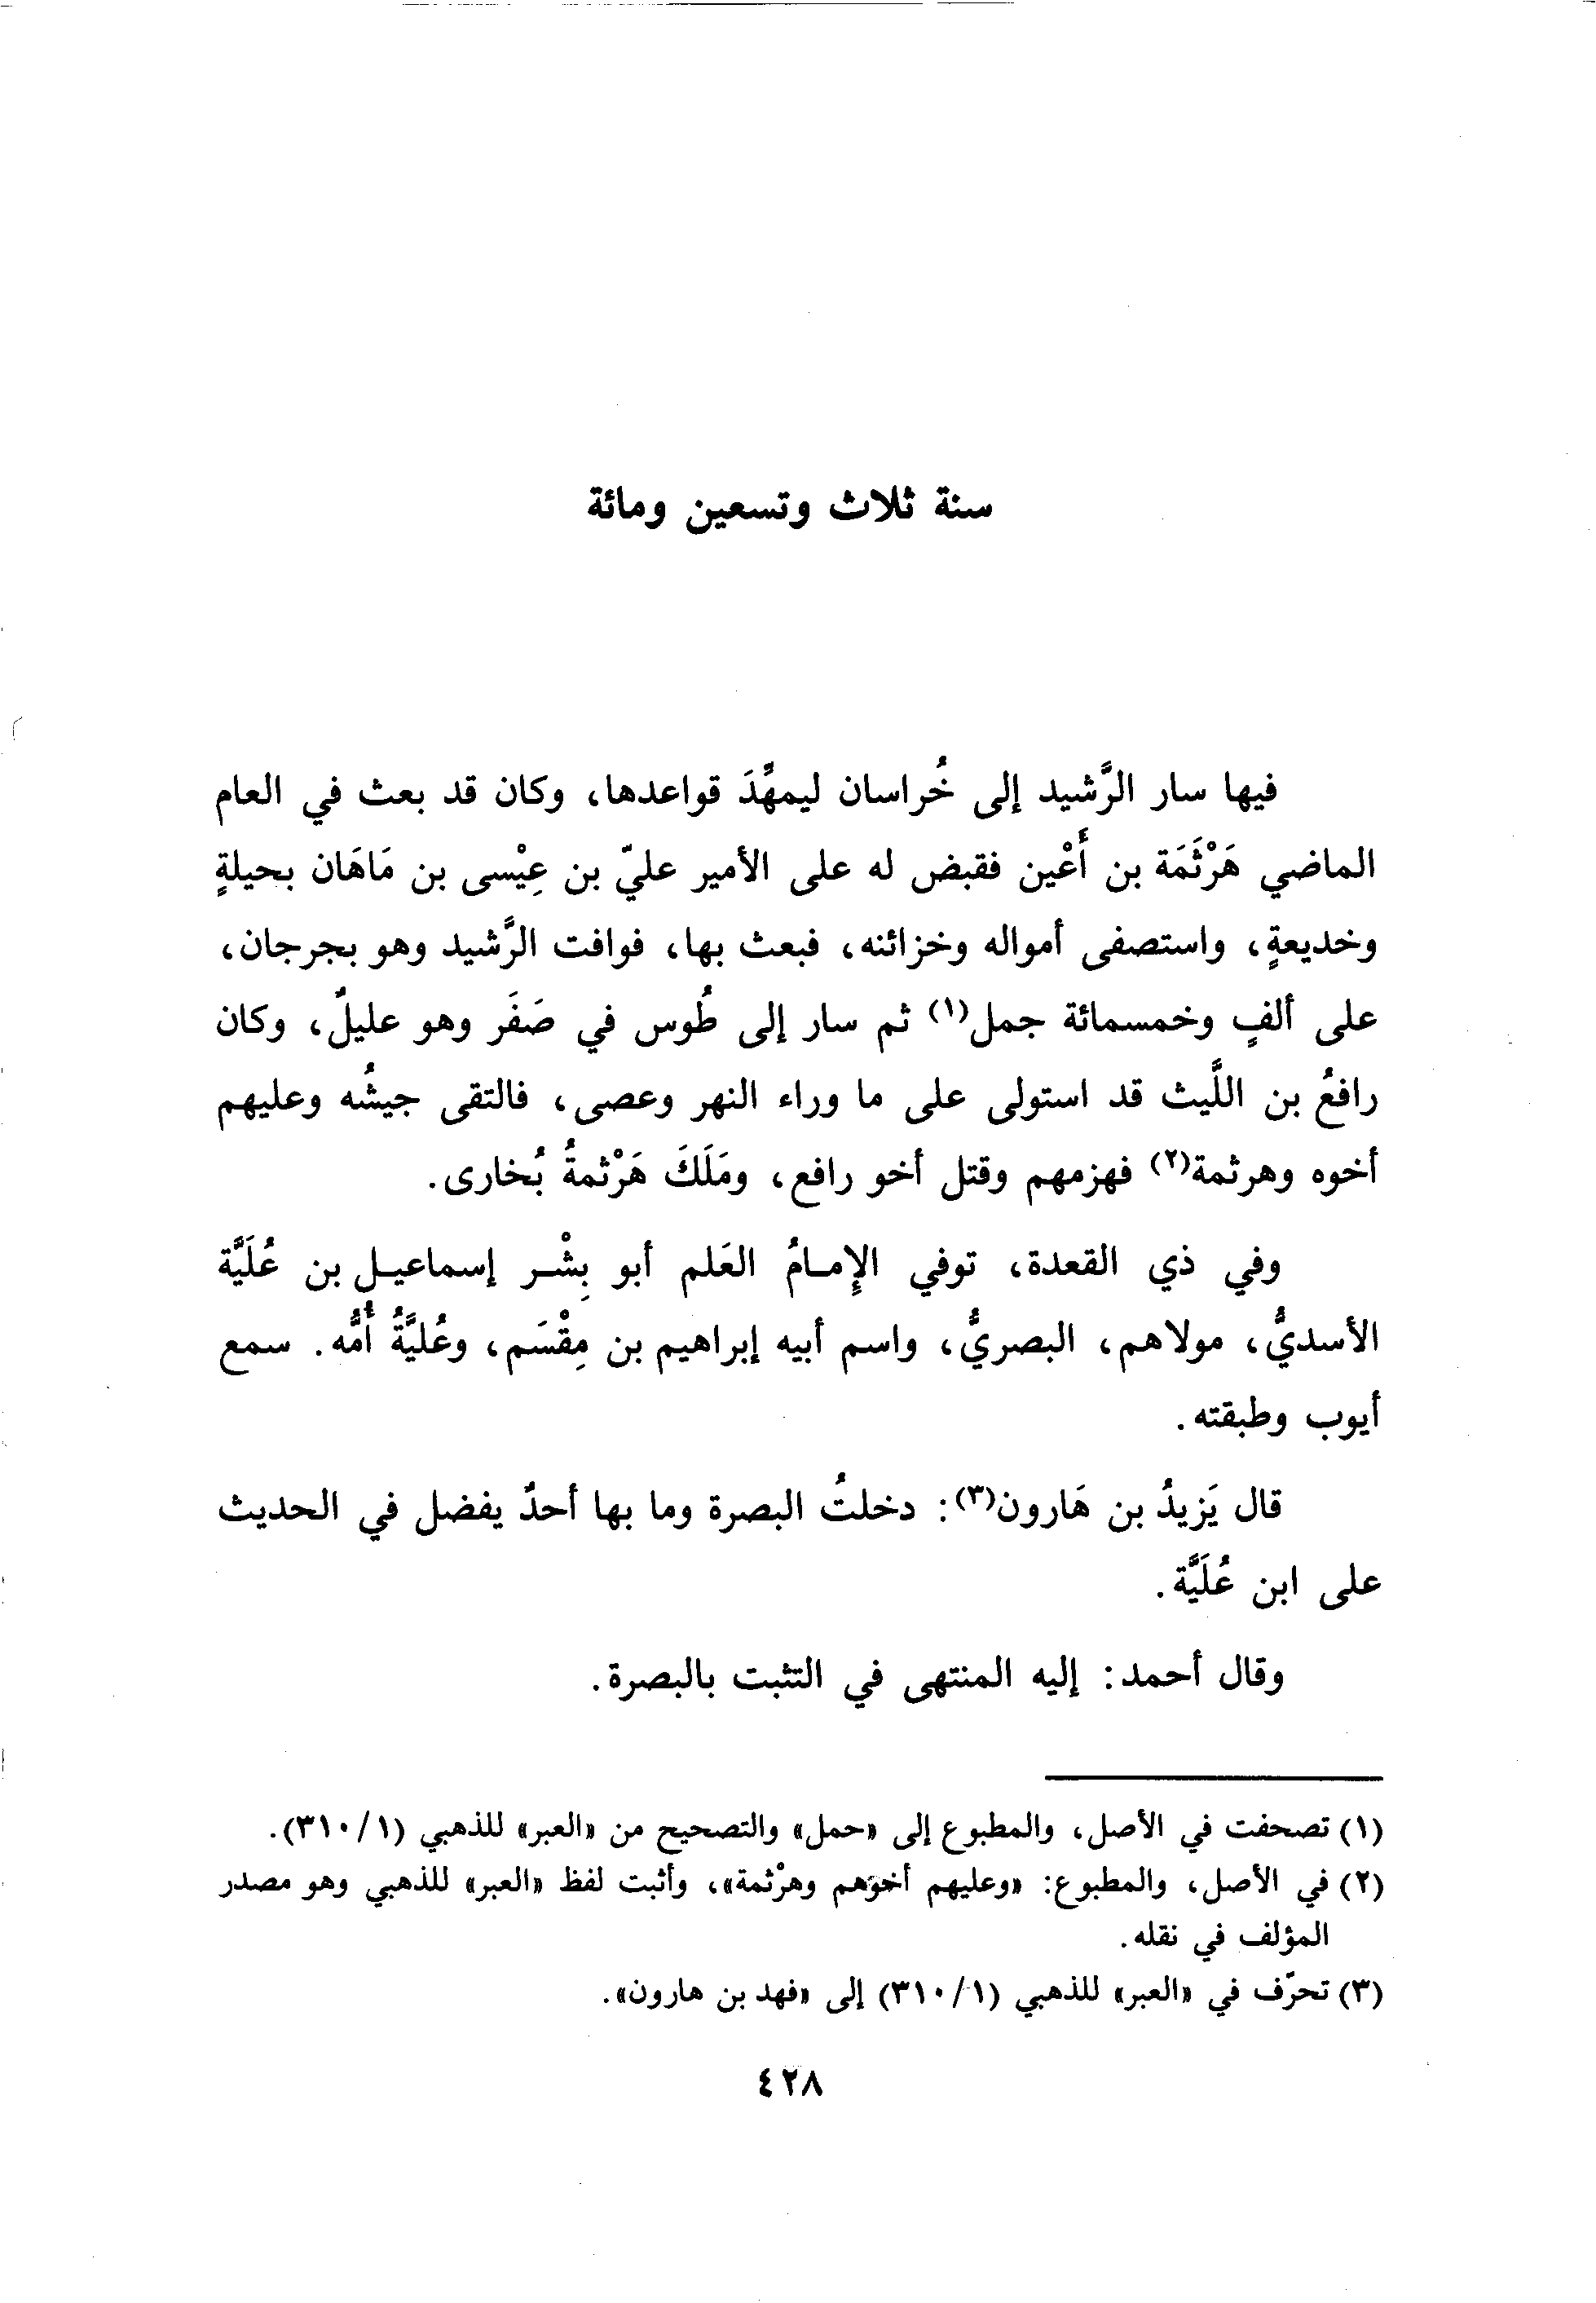 سنة ثلاث وتسعين ومائة
فيها سار الرَّشيد إلى خُراسان ليمهِّدَ قواعدها، وكان قد بعث في العام
الماضي هَرْثَمَة بن أَعْين فقبض له على الأمير عليّ بن عِيْسى بن مَاهَان بحيلةٍ
وخديعةٍ، واستصفى أمواله وخزائنه، فبعث بها، فوافت الرَّشيد وهو بجرجان،
على ألفٍ وخمسمائة جمل(١) ثم سار إلى طُوس في صَفَر وهو عليلٌ، وكان
رافعُ بن اللَّيث قد استولى على ما وراء النهر وعصى، فالتقى جيشُه وعليهم
أخوه وهرثمة(٢) فهزمهم وقتل أخو رافع، ومَلَكَ هَرْثمةُ بُخارى.
وفي ذي القعدة، توفي الإِمامُ العَلم أبو بِشْر إسماعيل بن عُلَيَّة
الأسديُّ، مولاهم، البصريُّ، واسم أبيه إبراهيم بن مِقْسَم، وعُليَّةُ أُمُّه. سمع
أيوب وطبقته.
قال يَزيدُ بن هَارون(٣): دخلتُ البصرة وما بها أحدٌ يفضل في الحديث
على ابن عُلَيَّة.
وقال أحمد: إليه المنتهى في التثبت بالبصرة.
(١) تصحفت في الأصل، والمطبوع إلى «حمل» والتصحيح من «العبر» للذهبي (١/ ٣١٠).
(٢) في الأصل، والمطبوع: «وعليهم أخوهم وهرْثمة»، وأثبت لفظ «العبر» للذهبي وهو مصدر
المؤلف في نقله.
(٣) تحرّف في «العبر» للذهبي (١/ ٣١٠) إلى «فهد بن هارون».
٤٢٨